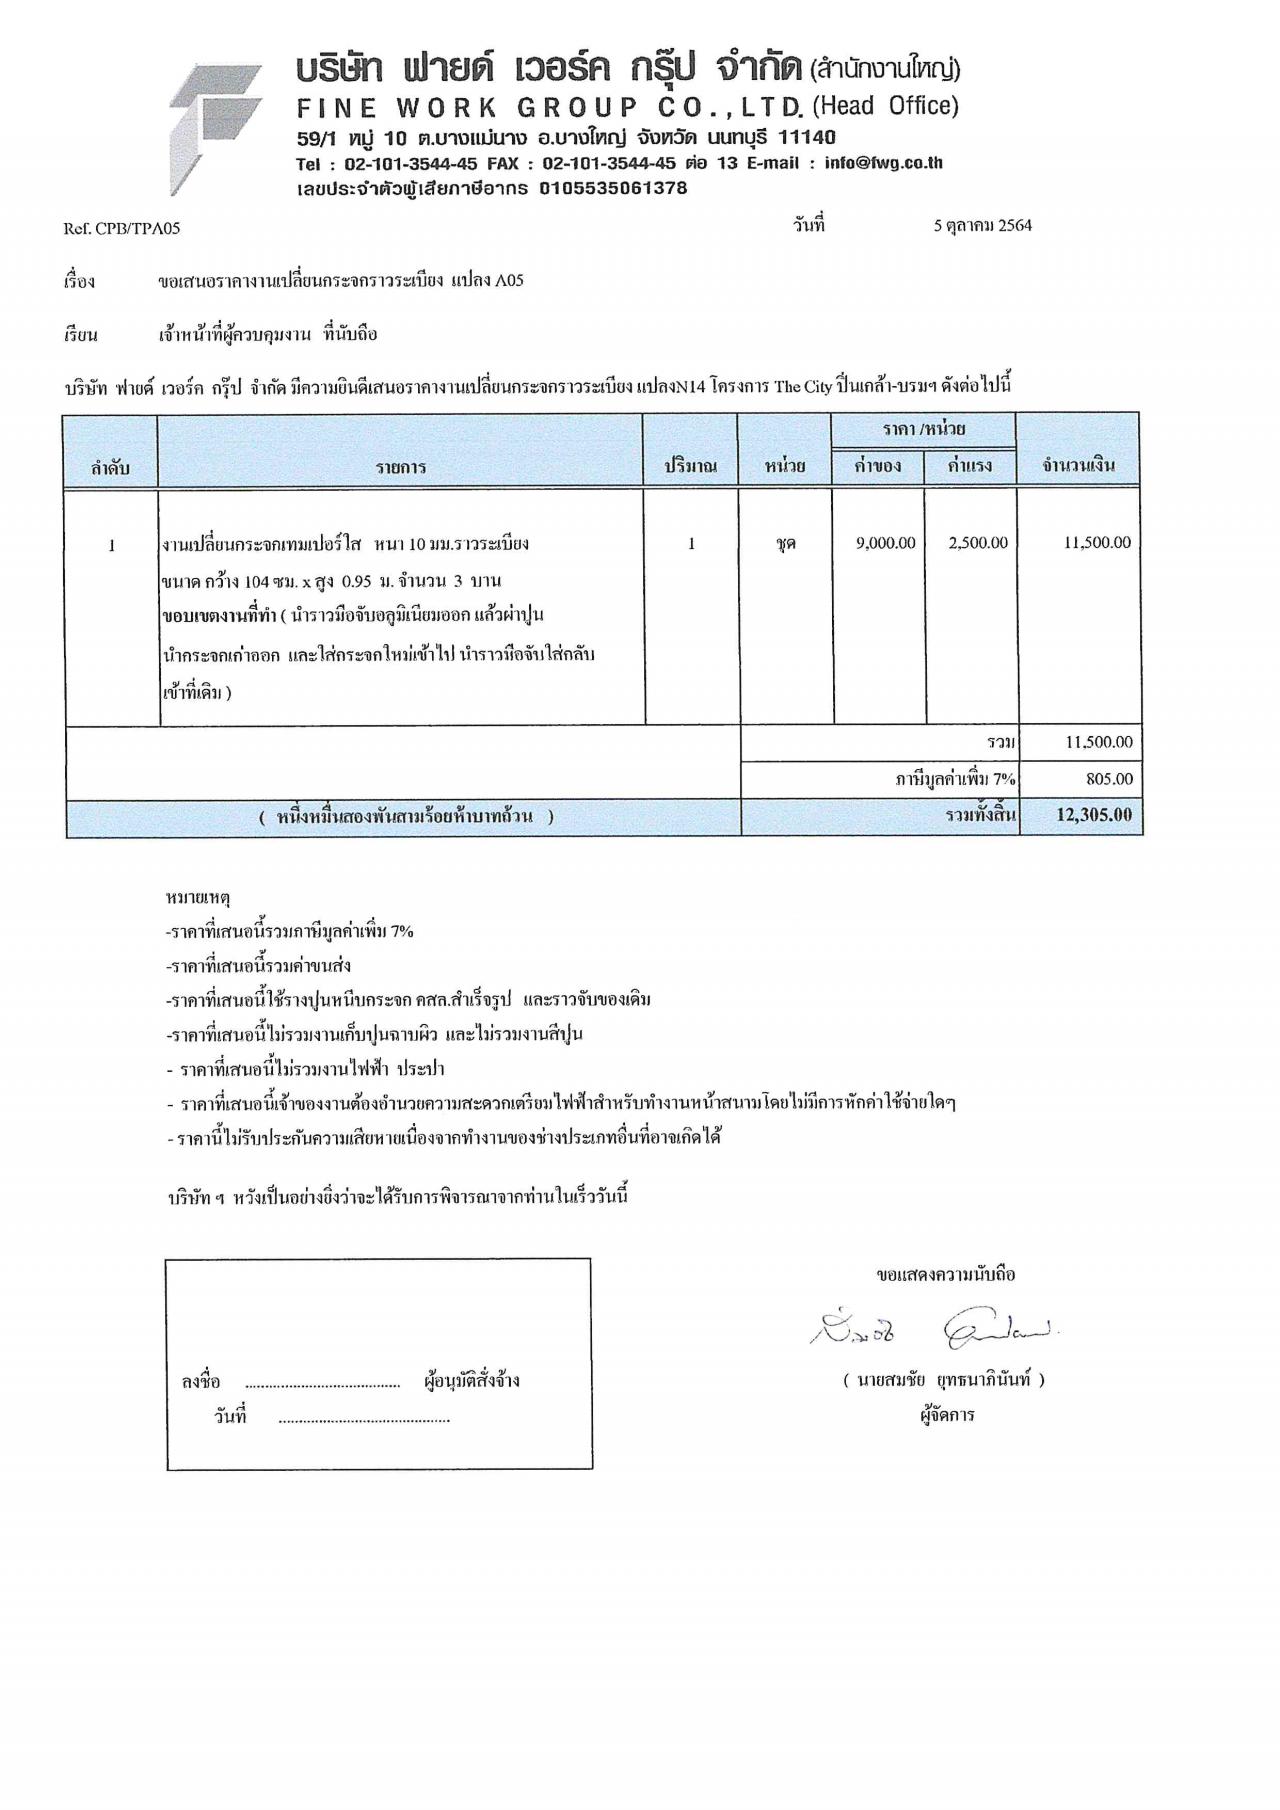 บริษัท ฟายด์ เวอร์ค กรุ๊ป จำกัด (สำนักงานใหญ่)
FINE WORK GROUP CO.,LTD. (Head Office)
59/1 หมู่ 10 ต.บางแม่นาง อ.บางใหญ่ จังหวัด นนทบุรี 11140
Tel : 02-101-3544-45 FAX : 02-101-3544-45 ต่อ 13 E-mail : info@fwg.co.th
เลขประจำตัวผู้เสียภาษีอากร 0105535061378
Ref. CPB/TPA05 วันที่ 5 ตุลาคม 2564
เรื่อง ขอเสนอราคางานเปลี่ยนกระจกราวระเบียง แปลง A05
เรียน เจ้าหน้าที่ผู้ควบคุมงาน ที่นับถือ
บริษัท ฟายด์ เวอร์ค กรุ๊ป จำกัด มีความยินดีเสนอราคางานเปลี่ยนกระจกราวระเบียง แปลงN14 โครงการ The City ปิ่นเกล้า-บรมฯ ดังต่อไปนี้
ราคา /หน่วย
ลำดับ รายการ ปริมาณ หน่วย ค่าของ ค่าแรง จำนวนเงิน
1 งานเปลี่ยนกระจกเทมเปอร์ใส หนา 10 มม.ราวระเบียง 1 ชุด 9,000.00 2,500.00 11,500.00
ขนาด กว้าง 104 ซม. x สูง 0.95 ม. จำนวน 3 บาน
ขอบเขตงานที่ทำ ( นำราวมือจับอลูมิเนียมออก แล้วผ่าปูน
นำกระจกเก่าออก และใส่กระจกใหม่เข้าไป นำราวมือจับใส่กลับ
เข้าที่เดิม )
รวม 11,500.00
ภาษีมูลค่าเพิ่ม 7% 805.00
( หนึ่งหมื่นสองพันสามร้อยห้าบาทถ้วน ) รวมทั้งสิ้น 12,305.00
หมายเหตุ
-ราคาที่เสนอนี้รวมภาษีมูลค่าเพิ่ม 7%
-ราคาที่เสนอนี้รวมค่าขนส่ง
-ราคาที่เสนอนี้ใช้รางปูนหนีบกระจก คสล.สำเร็จรูป และราวจับของเดิม
-ราคาที่เสนอนี้ไม่รวมงานเก็บปูนฉาบผิว และไม่รวมงานสีปูน
- ราคาที่เสนอนี้ไม่รวมงานไฟฟ้า ประปา
- ราคาที่เสนอนี้เจ้าของงานต้องอำนวยความสะดวกเตรียมไฟฟ้าสำหรับทำงานหน้าสนามโดยไม่มีการหักค่าใช้จ่ายใดๆ
- ราคานี้ไม่รับประกันความเสียหายเนื่องจากทำงานของช่างประเภทอื่นที่อาจเกิดได้
บริษัท ฯ หวังเป็นอย่างยิ่งว่าจะได้รับการพิจารณาจากท่านในเร็ววันนี้
ขอแสดงความนับถือ
ลงชื่อ ....................................... ผู้อนุมัติสั่งจ้าง
วันที่ ...........................................
( นายสมชัย ยุทธนาภินันท์ )
ผู้จัดการ